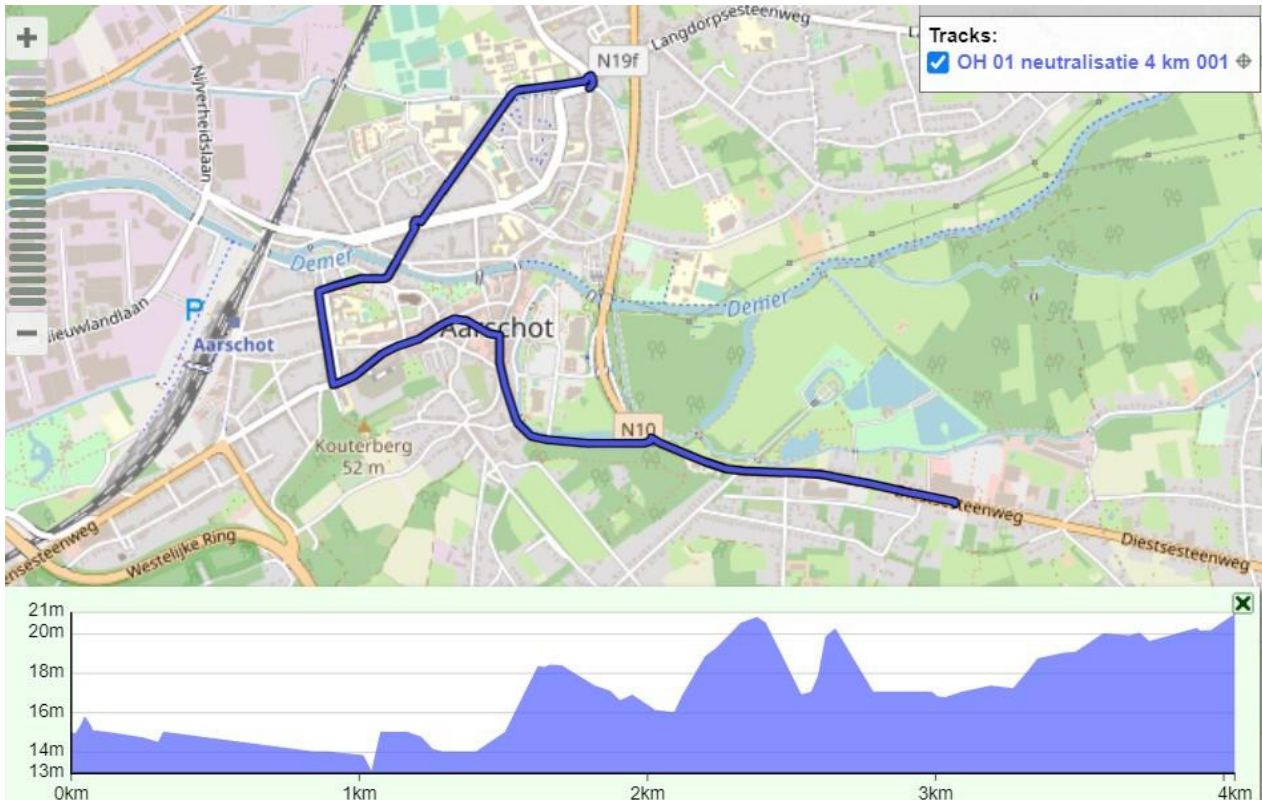 +
Nijverheidslaan
N19f
Langdorpsesteenweg
Tracks:
OH 01 neutralisatie 4 km 001
Demer
P
Aarschot
Aarschot
Demer
−
Kouterberg
52 m
N10
Westelijke Ring
Diestsesteenweg
21m
20m
18m
16m
14m
13m
0km
1km
2km
3km
4km